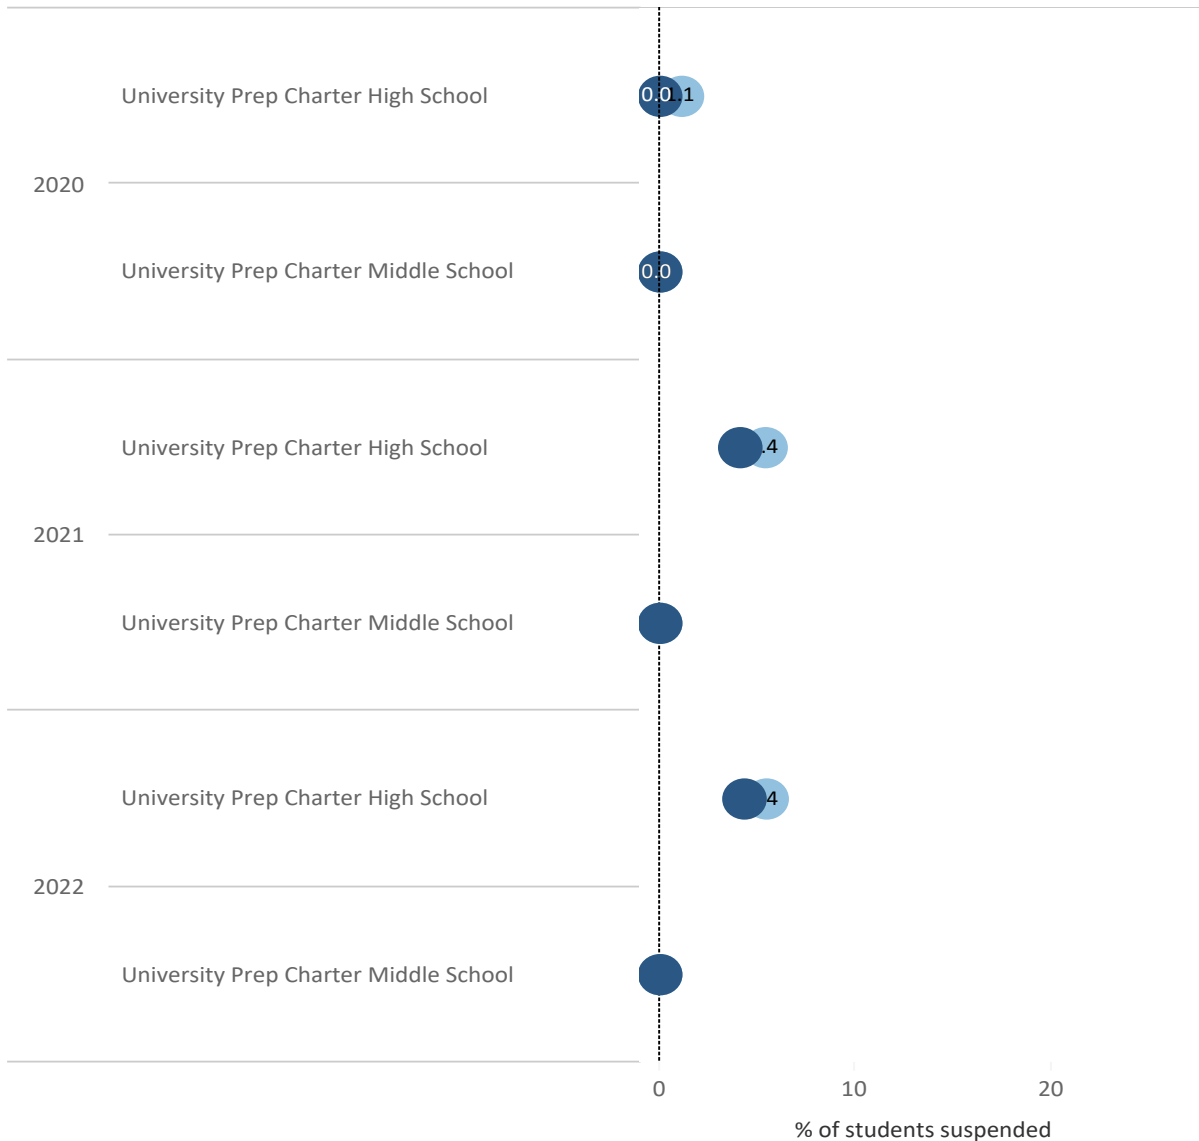 University Prep Charter High School 0.0 1.1
2020
University Prep Charter Middle School 0.0
University Prep Charter High School .4
2021
University Prep Charter Middle School
University Prep Charter High School 4
2022
University Prep Charter Middle School
0 10 20
% of students suspended